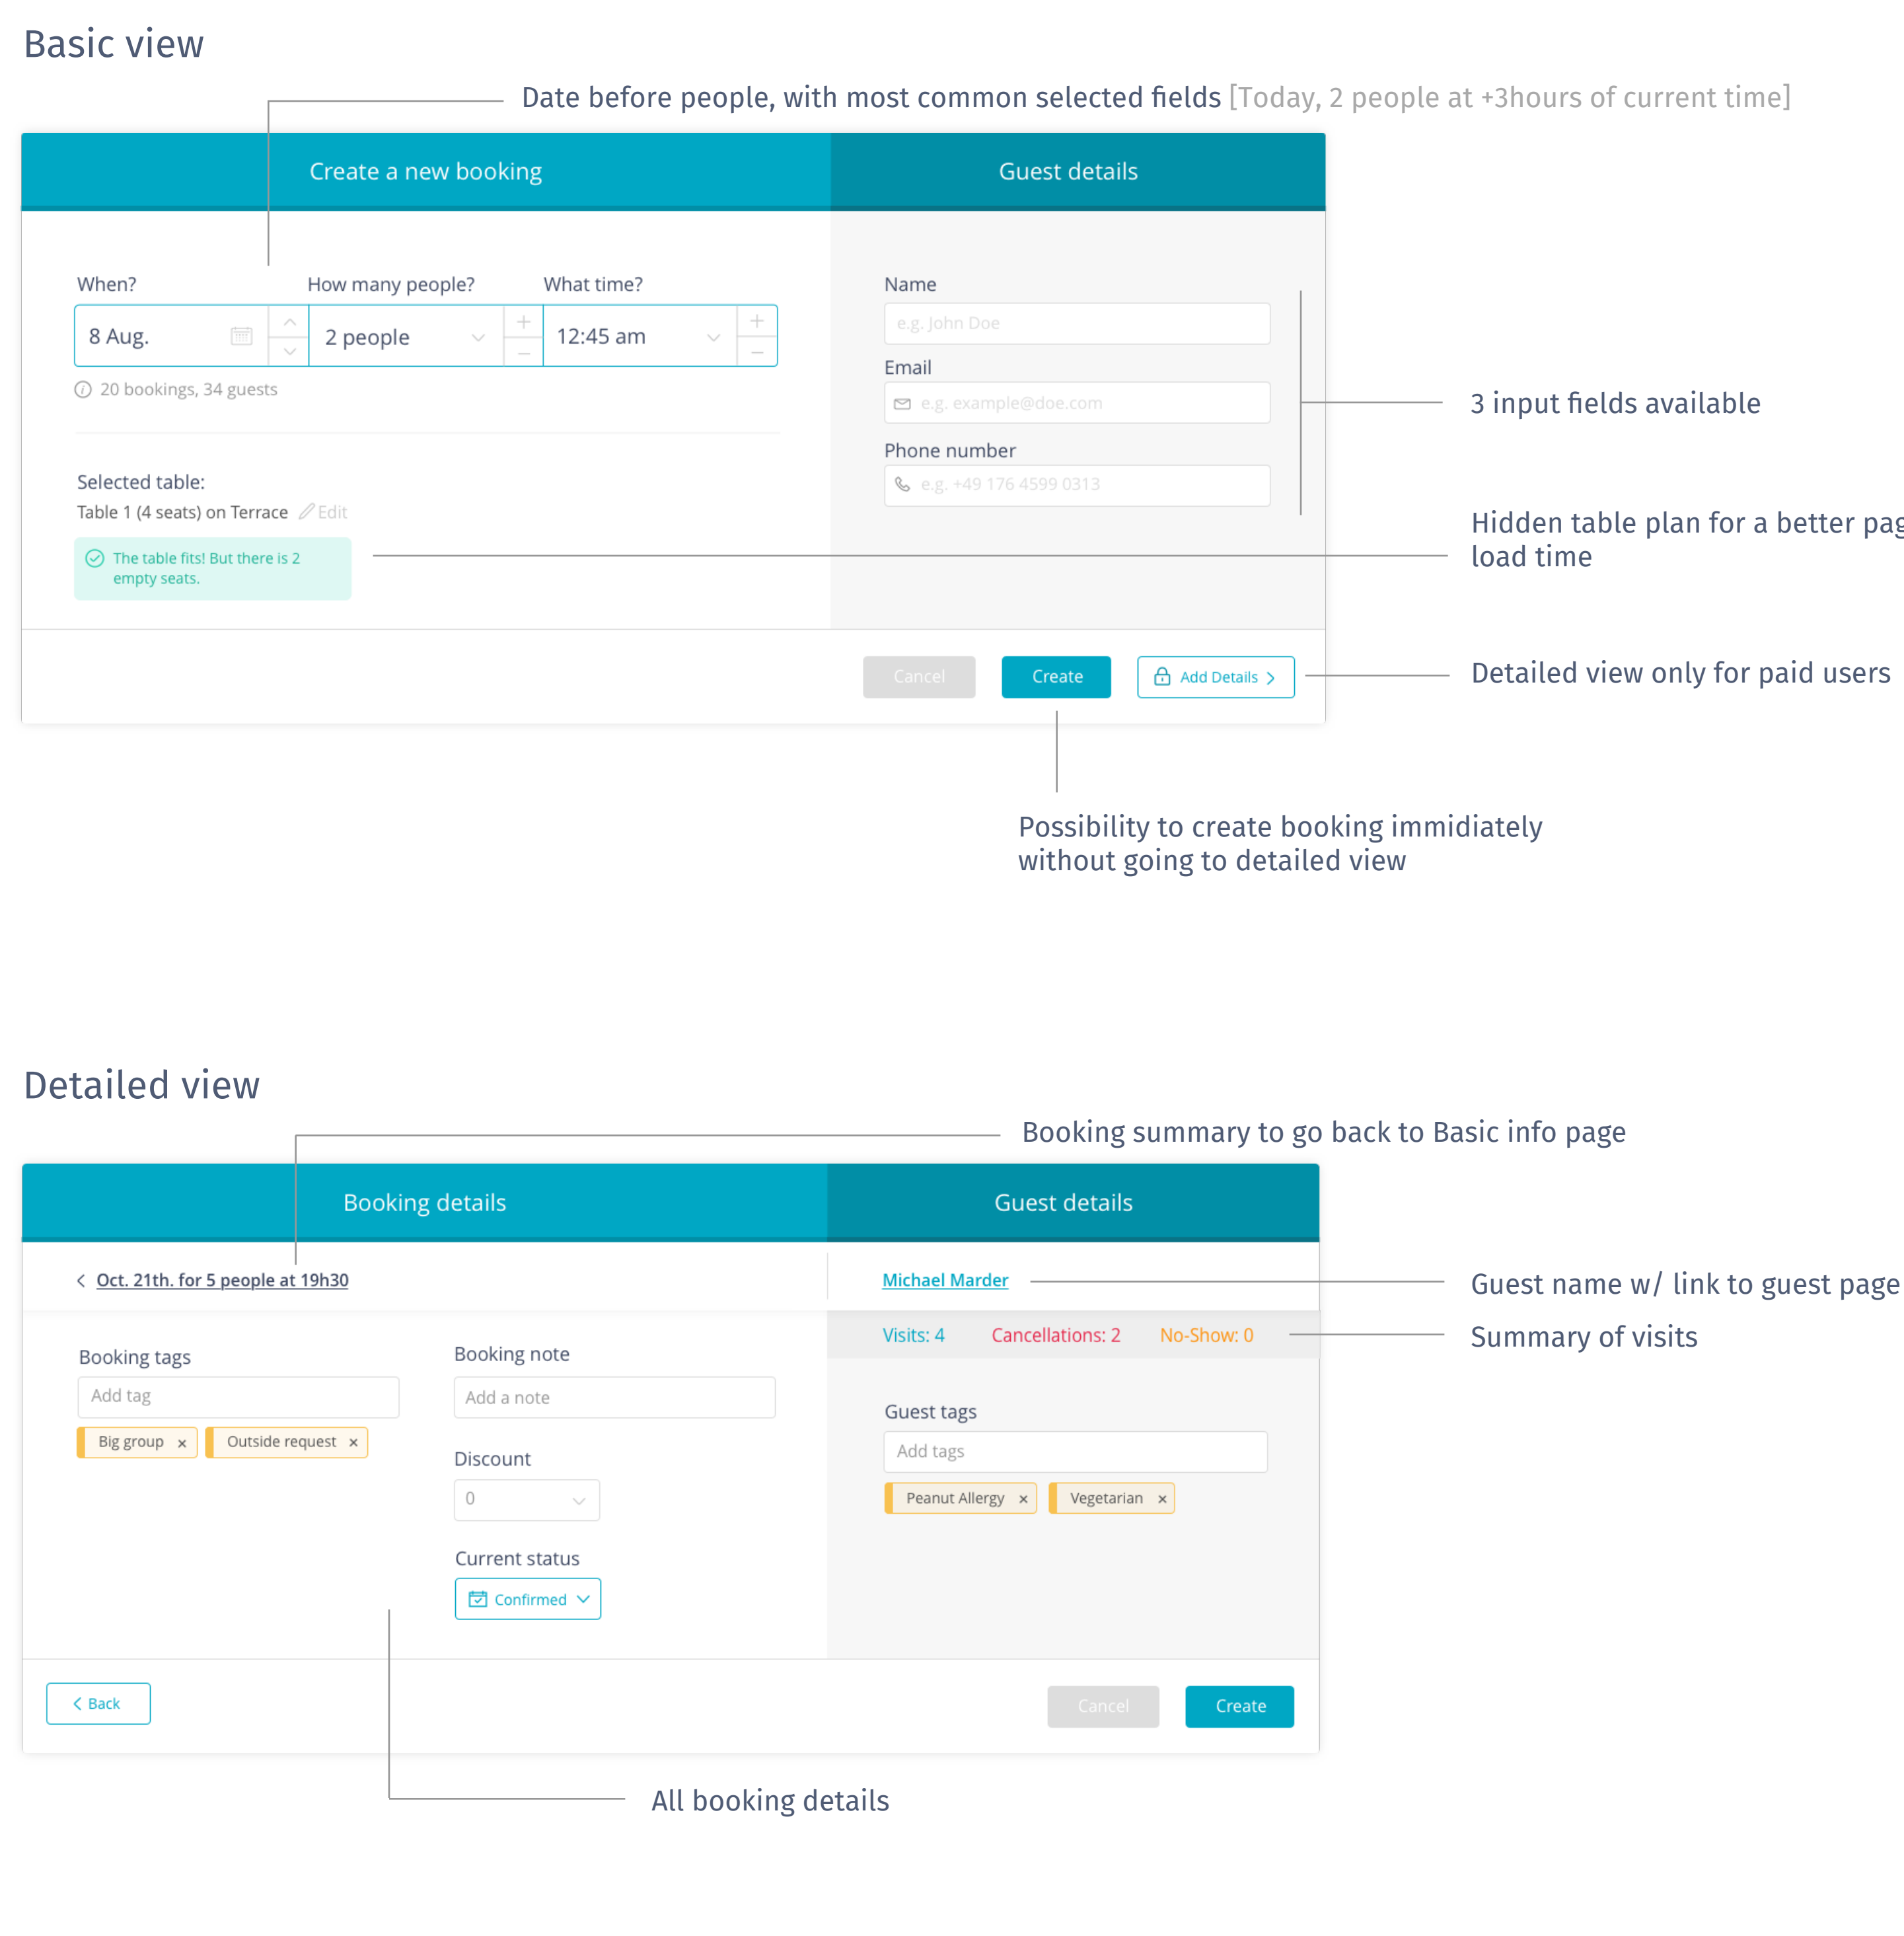 Basic view
Date before people, with most common selected fields [Today, 2 people at +3hours of current time]
Create a new booking
Guest details
When?
How many people?
What time?
8 Aug.
2 people
12:45 am
20 bookings, 34 guests
Selected table:
Table 1 (4 seats) on Terrace Edit
The table fits! But there is 2
empty seats.
Name
e.g. John Doe
Email
e.g. example@doe.com
Phone number
e.g. +49 176 4599 0313
3 input fields available
Hidden table plan for a better
load time
Cancel
Create
Add Details
Detailed view only for paid users
Possibility to create booking immidiately
without going to detailed view
Detailed view
Booking summary to go back to Basic info page
Booking details
Guest details
Oct. 21th. for 5 people at 19h30
Michael Marder
Guest name w/ link to guest page
Visits: 4
Cancellations: 2
No-Show: 0
Summary of visits
Booking tags
Add tag
Big group
Outside request
Booking note
Add a note
Discount
0
Current status
Confirmed
Guest tags
Add tags
Peanut Allergy
Vegetarian
Back
Cancel
Create
All booking details